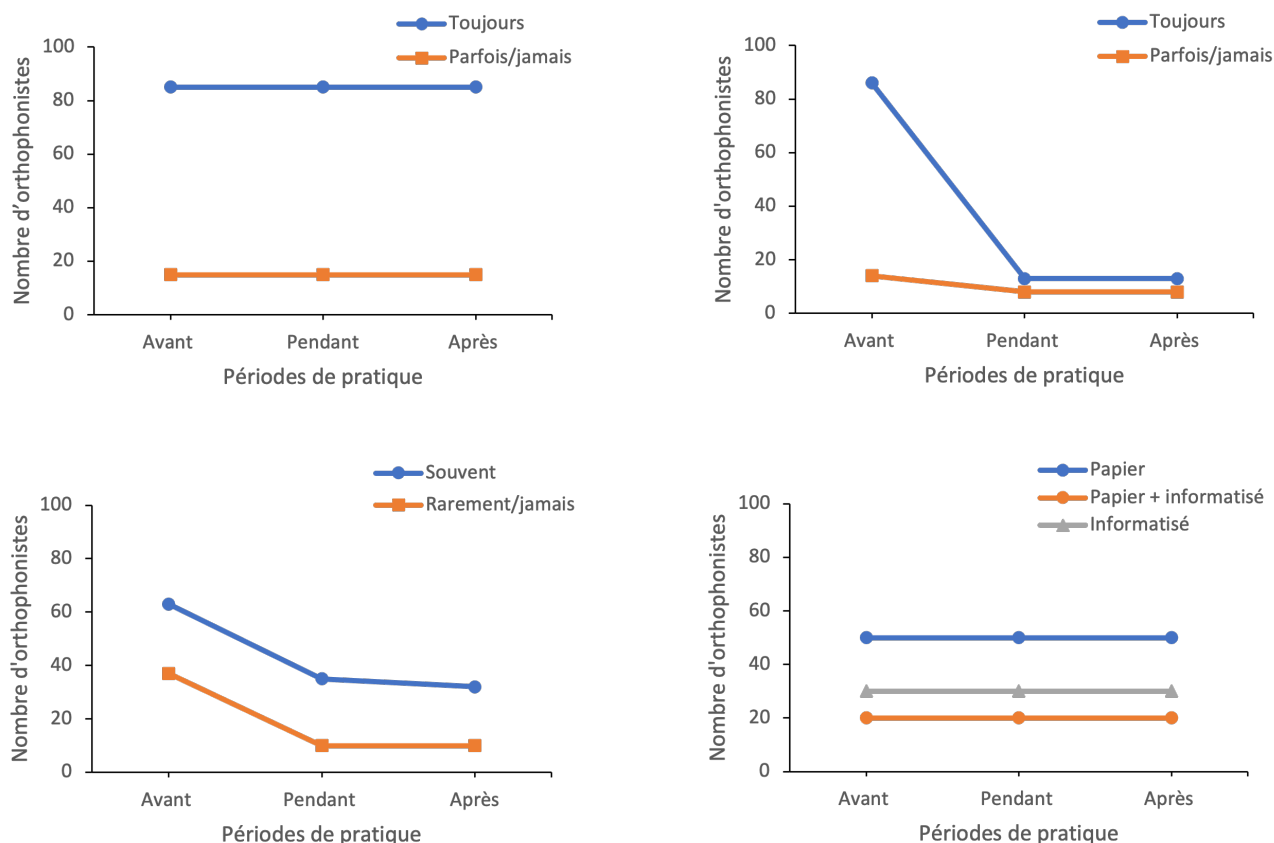 Toujours
Parfois/jamais
100
80
60
40
20
0
Nombre d’orthophonistes
Avant
Pendant
Après
Périodes de pratique
Toujours
Parfois/jamais
100
80
60
40
20
0
Nombre d'orthophonistes
Avant
Pendant
Après
Périodes de pratique
Souvent
Rarement/jamais
100
80
60
40
20
0
Nombre d'orthophonistes
Avant
Pendant
Après
Périodes de pratique
Papier
Papier + informatisé
Informatisé
100
80
60
40
20
0
Nombre d'orthophonistes
Avant
Pendant
Après
Périodes de pratique